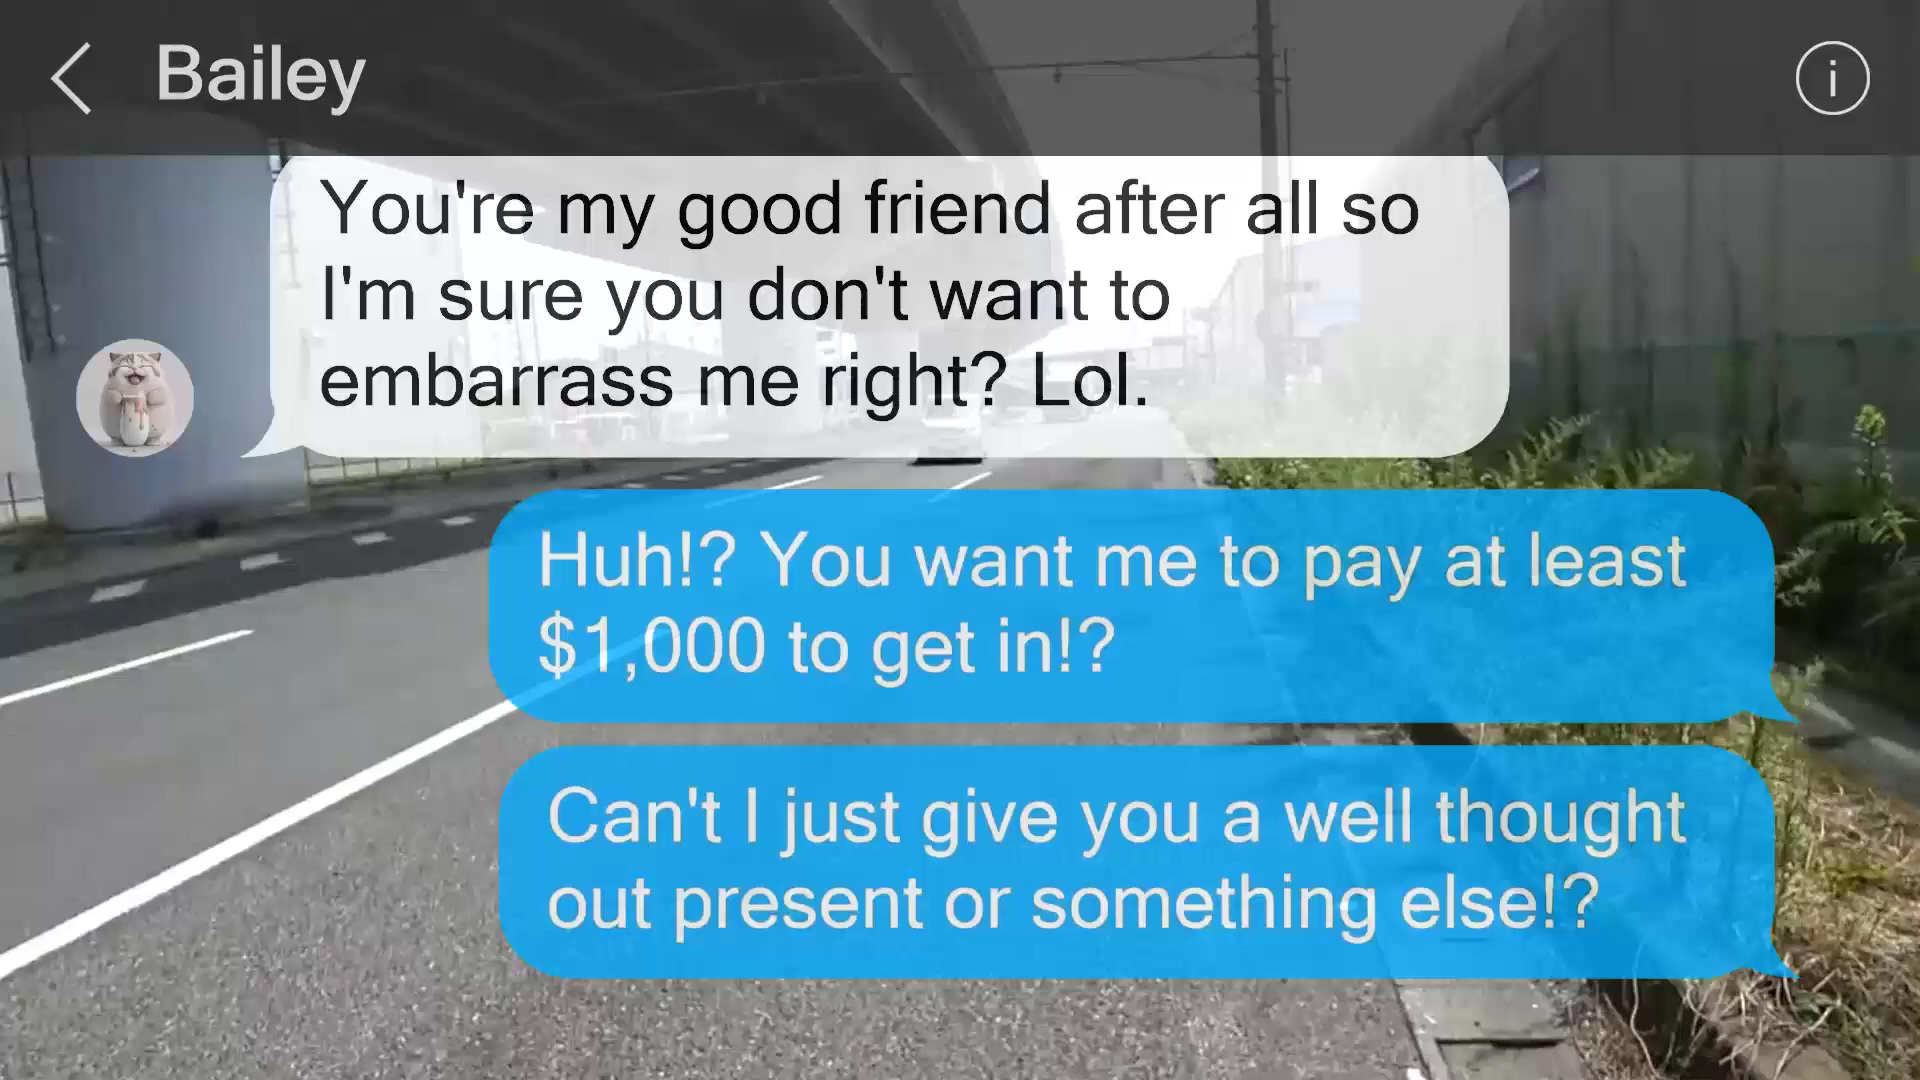 Bailey
You're my good friend after all so
I'm sure you don't want to
embarrass me right? Lol.
Huh!? You want me to pay at least
$1,000 to get in!?
Can't I just give you a well thought
out present or something else!?